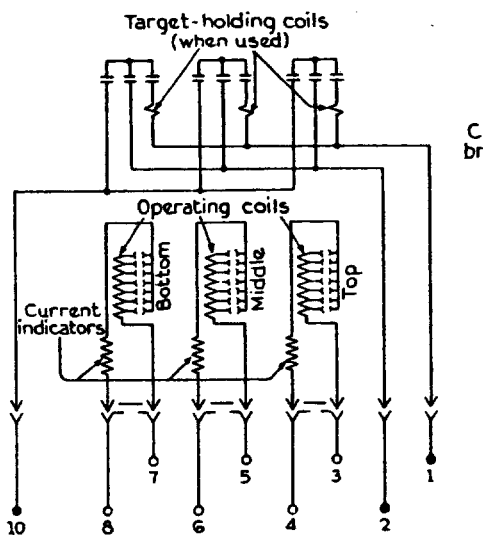 Target-holding coils
(when used)
C
br
Operating coils
Bottom
Middle
Top
Current
indicators
7
5
3
1
10
8
6
4
2